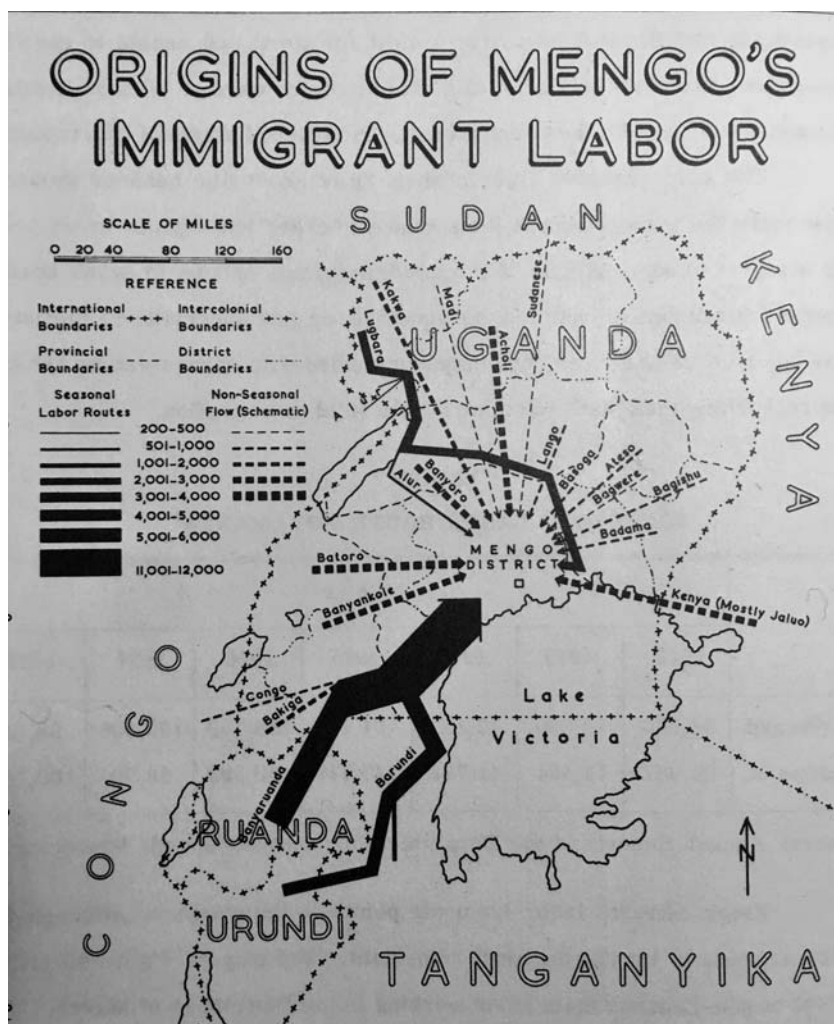 ORIGINS OF MENGO'S
IMMIGRANT LABOR
SCALE OF MILES
0 20 40 80 120 160
REFERENCE
International Boundaries
Intercolonial Boundaries
Provincial Boundaries
District Boundaries
Seasonal Labor Routes
Non-Seasonal Flow (Schematic)
200-500
501-1,000
1,001-2,000
2,001-3,000
3,001-4,000
4,001-5,000
5,001-6,000
11,001-12,000
SUDAN
KENYA
UGANDA
CONGO
RUANDA
URUNDI
TANGANYIKA
Lugbara
Kakwa
Madi
Sudanese
Acholi
Lango
Alur
Banyoro
Basoga
Ateso
Bagwere
Bagishu
Badama
MENGO
DISTRICT
Batoro
Banyankole
Kenya (Mostly Jaluo)
Congo
Bakiga
Banyaruanda
Barundi
Lake
Victoria
N